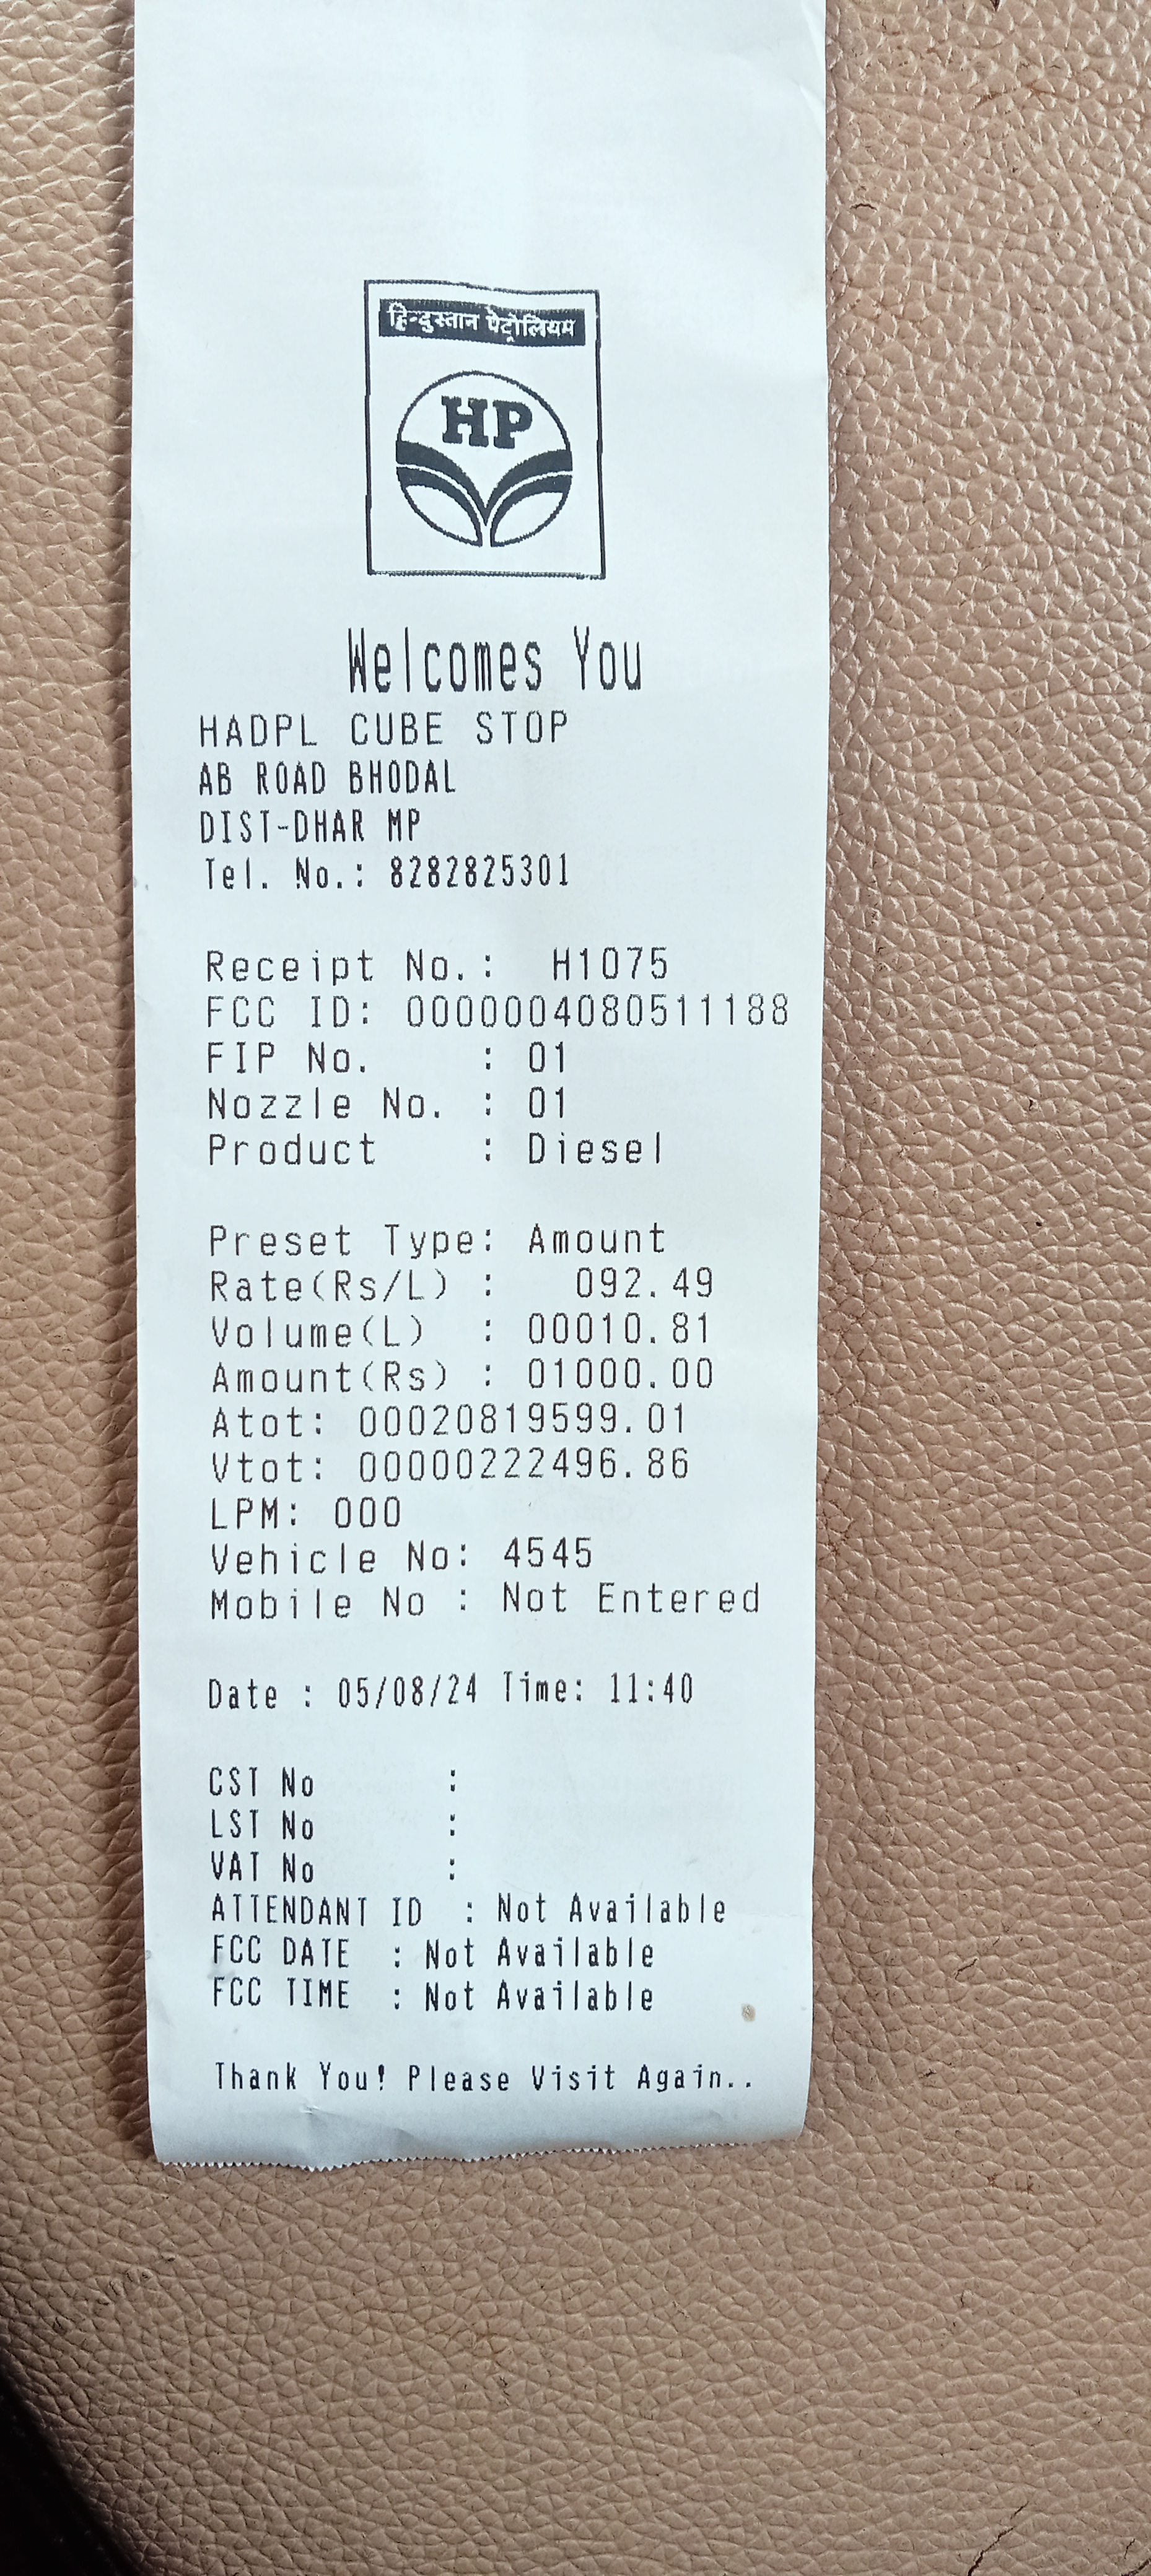 हिन्दुस्तान पेट्रोलियम
HP
Welcomes You
HADPL CUBE STOP
AB ROAD BHODAL
DIST-DHAR MP
Tel. No.: 8282825301
Receipt No.: H1075
FCC ID: 0000004080511188
FIP No. : 01
Nozzle No. : 01
Product : Diesel
Preset Type: Amount
Rate(Rs/L) : 092.49
Volume(L) : 00010.81
Amount(Rs) : 01000.00
Atot: 00020819599.01
Vtot: 00000222496.86
LPM: 000
Vehicle No: 4545
Mobile No : Not Entered
Date : 05/08/24 Time: 11:40
CST No :
LST No :
VAT No :
ATTENDANT ID : Not Available
FCC DATE : Not Available
FCC TIME : Not Available
Thank You! Please Visit Again..